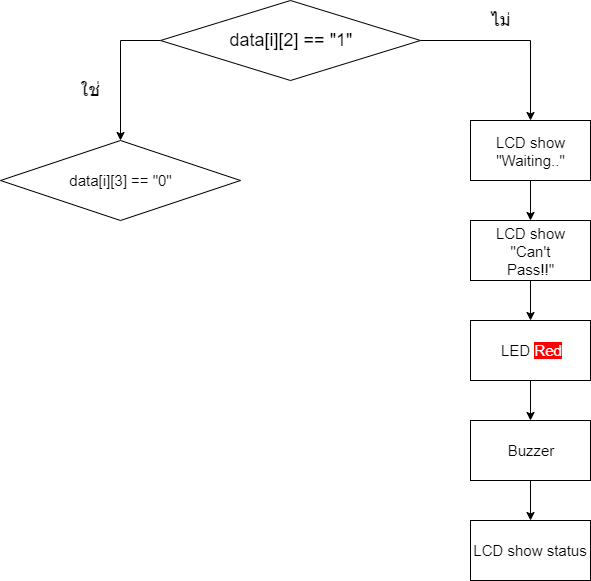 data[i][2] == "1"
ไม่
ใช่
data[i][3] == "0"
LCD show
"Waiting.."
LCD show
"Can't
Pass!!"
LED Red
Buzzer
LCD show status